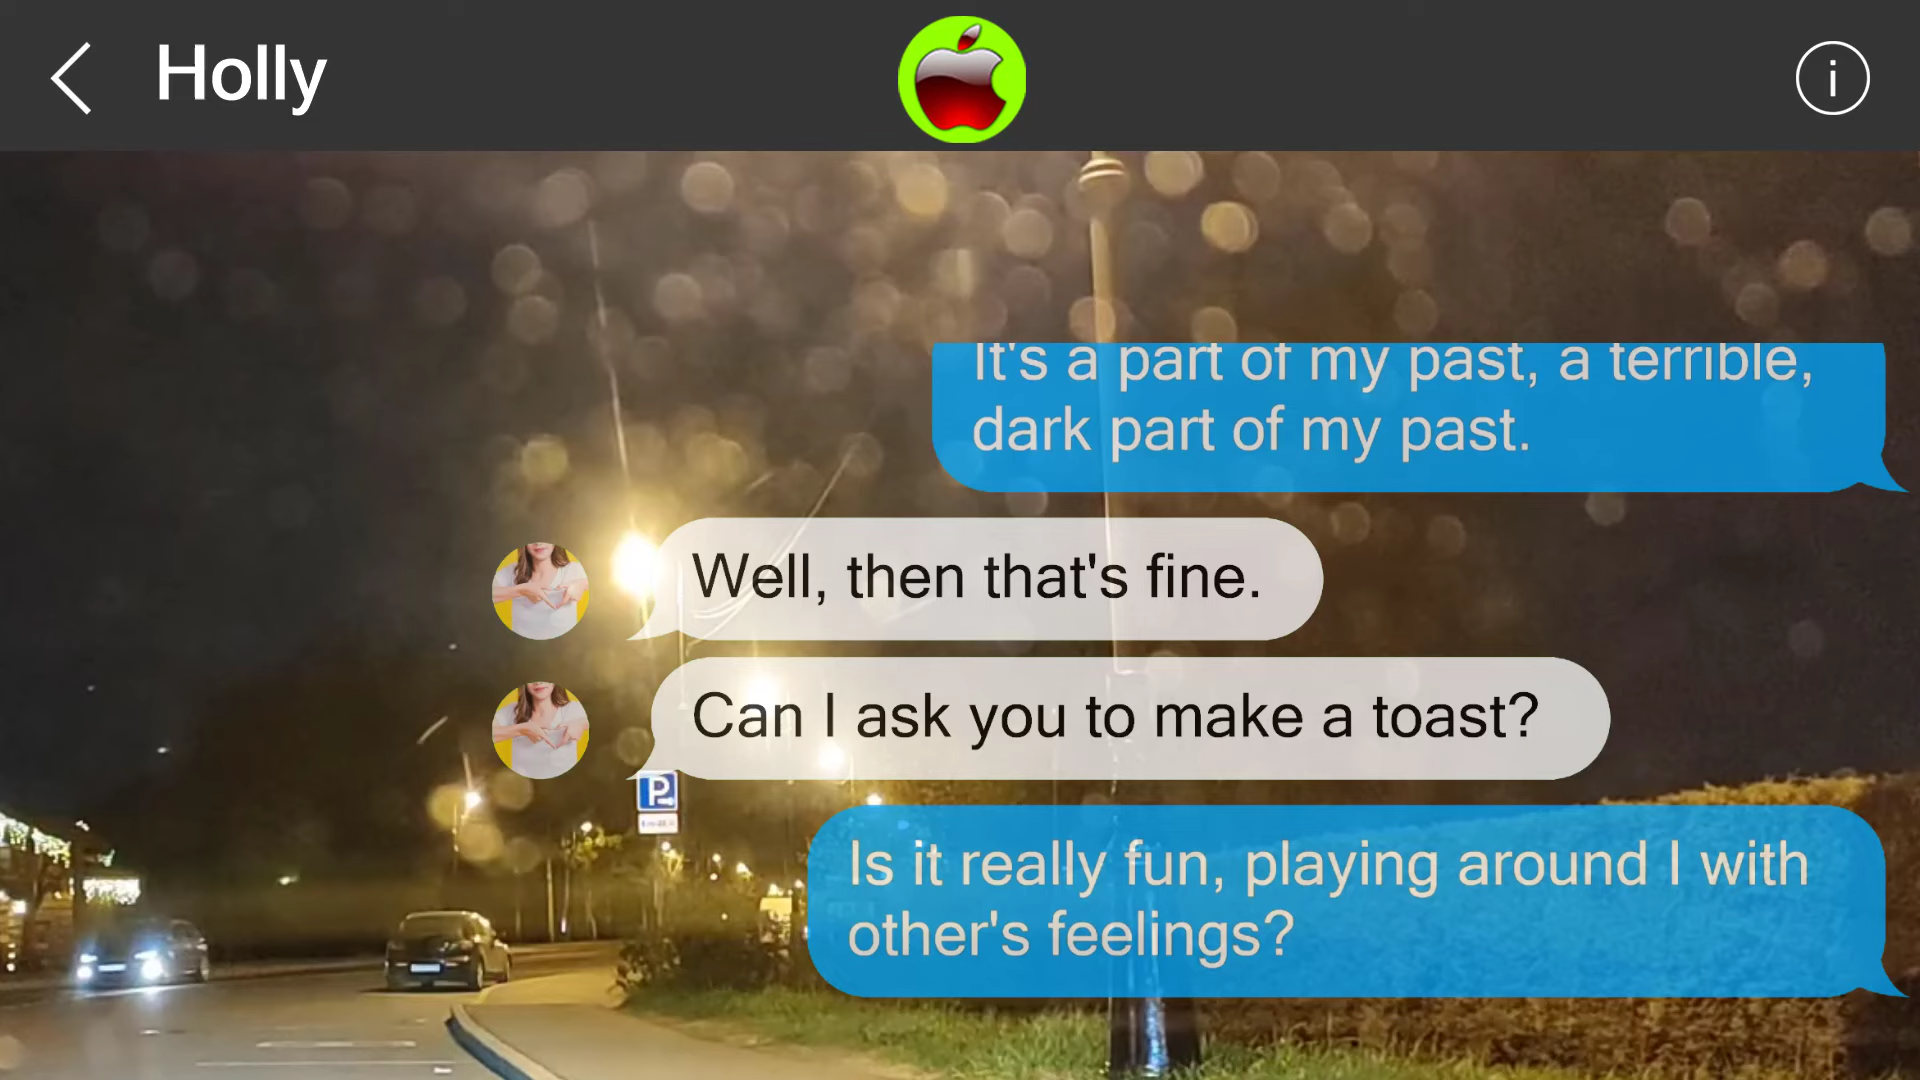 Holly
i
It's a part of my past, a terrible,
dark part of my past.
Well, then that's fine.
Can I ask you to make a toast?
P
Is it really fun, playing around I with
other's feelings?